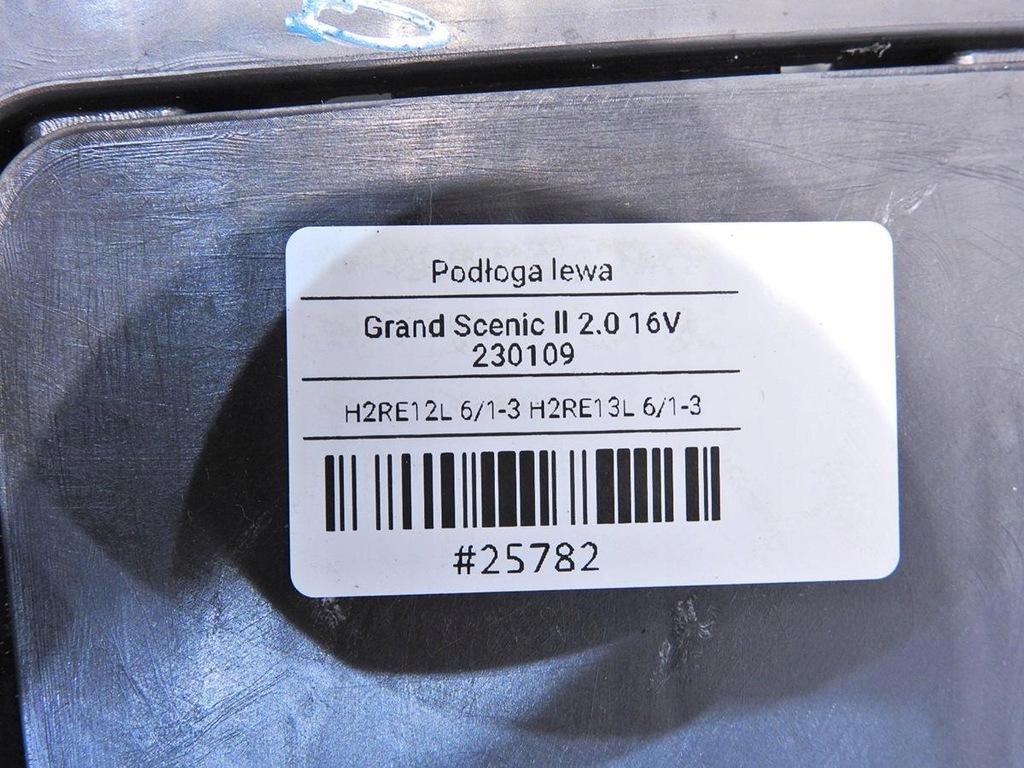 Podłoga lewa
Grand Scenic II 2.0 16V
230109
H2RE12L 6/1-3 H2RE13L 6/1-3
#25782